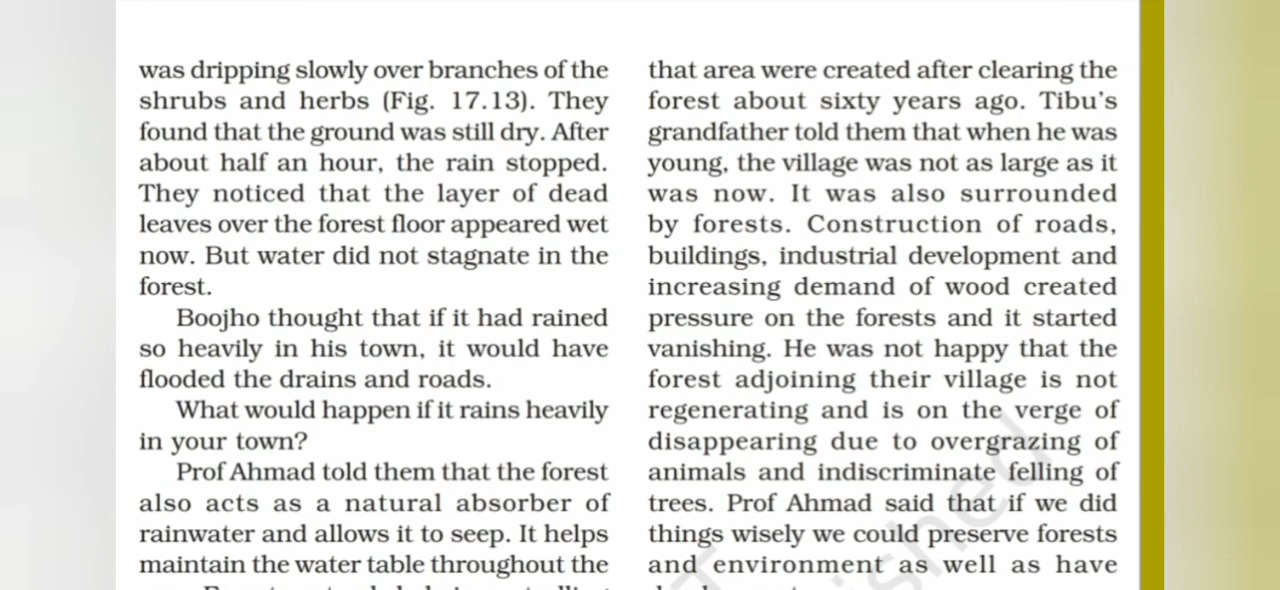 was dripping slowly over branches of the
shrubs and herbs (Fig. 17.13). They
found that the ground was still dry. After
about half an hour, the rain stopped.
They noticed that the layer of dead
leaves over the forest floor appeared wet
now. But water did not stagnate in the
forest.
Boojho thought that if it had rained
so heavily in his town, it would have
flooded the drains and roads.
What would happen if it rains heavily
in your town?
Prof Ahmad told them that the forest
also acts as a natural absorber of
rainwater and allows it to seep. It helps
maintain the water table throughout the
that area were created after clearing the
forest about sixty years ago. Tibu's
grandfather told them that when he was
young, the village was not as large as it
was now. It was also surrounded
by forests. Construction of roads,
buildings, industrial development and
increasing demand of wood created
pressure on the forests and it started
vanishing. He was not happy that the
forest adjoining their village is not
regenerating and is on the verge of
disappearing due to overgrazing of
animals and indiscriminate felling of
trees. Prof Ahmad said that if we did
things wisely we could preserve forests
and environment as well as have